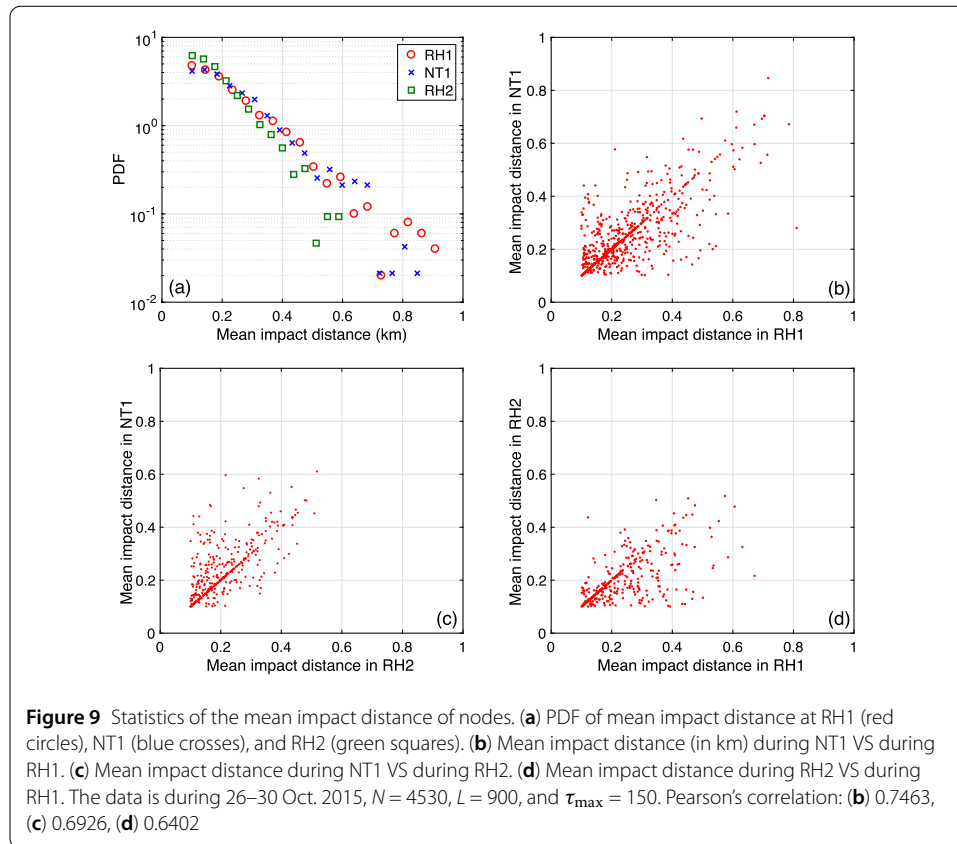 10^1
10^0
10^-1
10^-2
PDF
RH1
NT1
RH2
(a)
0 0.2 0.4 0.6 0.8 1
Mean impact distance (km)
1
0.8
0.6
0.4
0.2
0
Mean impact distance in NT1
(b)
0 0.2 0.4 0.6 0.8 1
Mean impact distance in RH1
1
0.8
0.6
0.4
0.2
0
Mean impact distance in NT1
(c)
0 0.2 0.4 0.6 0.8 1
Mean impact distance in RH2
1
0.8
0.6
0.4
0.2
0
Mean impact distance in RH2
(d)
0 0.2 0.4 0.6 0.8 1
Mean impact distance in RH1
Figure 9 Statistics of the mean impact distance of nodes. (a) PDF of mean impact distance at RH1 (red
circles), NT1 (blue crosses), and RH2 (green squares). (b) Mean impact distance (in km) during NT1 VS during
RH1. (c) Mean impact distance during NT1 VS during RH2. (d) Mean impact distance during RH2 VS during
RH1. The data is during 26–30 Oct. 2015, N = 4530, L = 900, and τmax = 150. Pearson's correlation: (b) 0.7463,
(c) 0.6926, (d) 0.6402